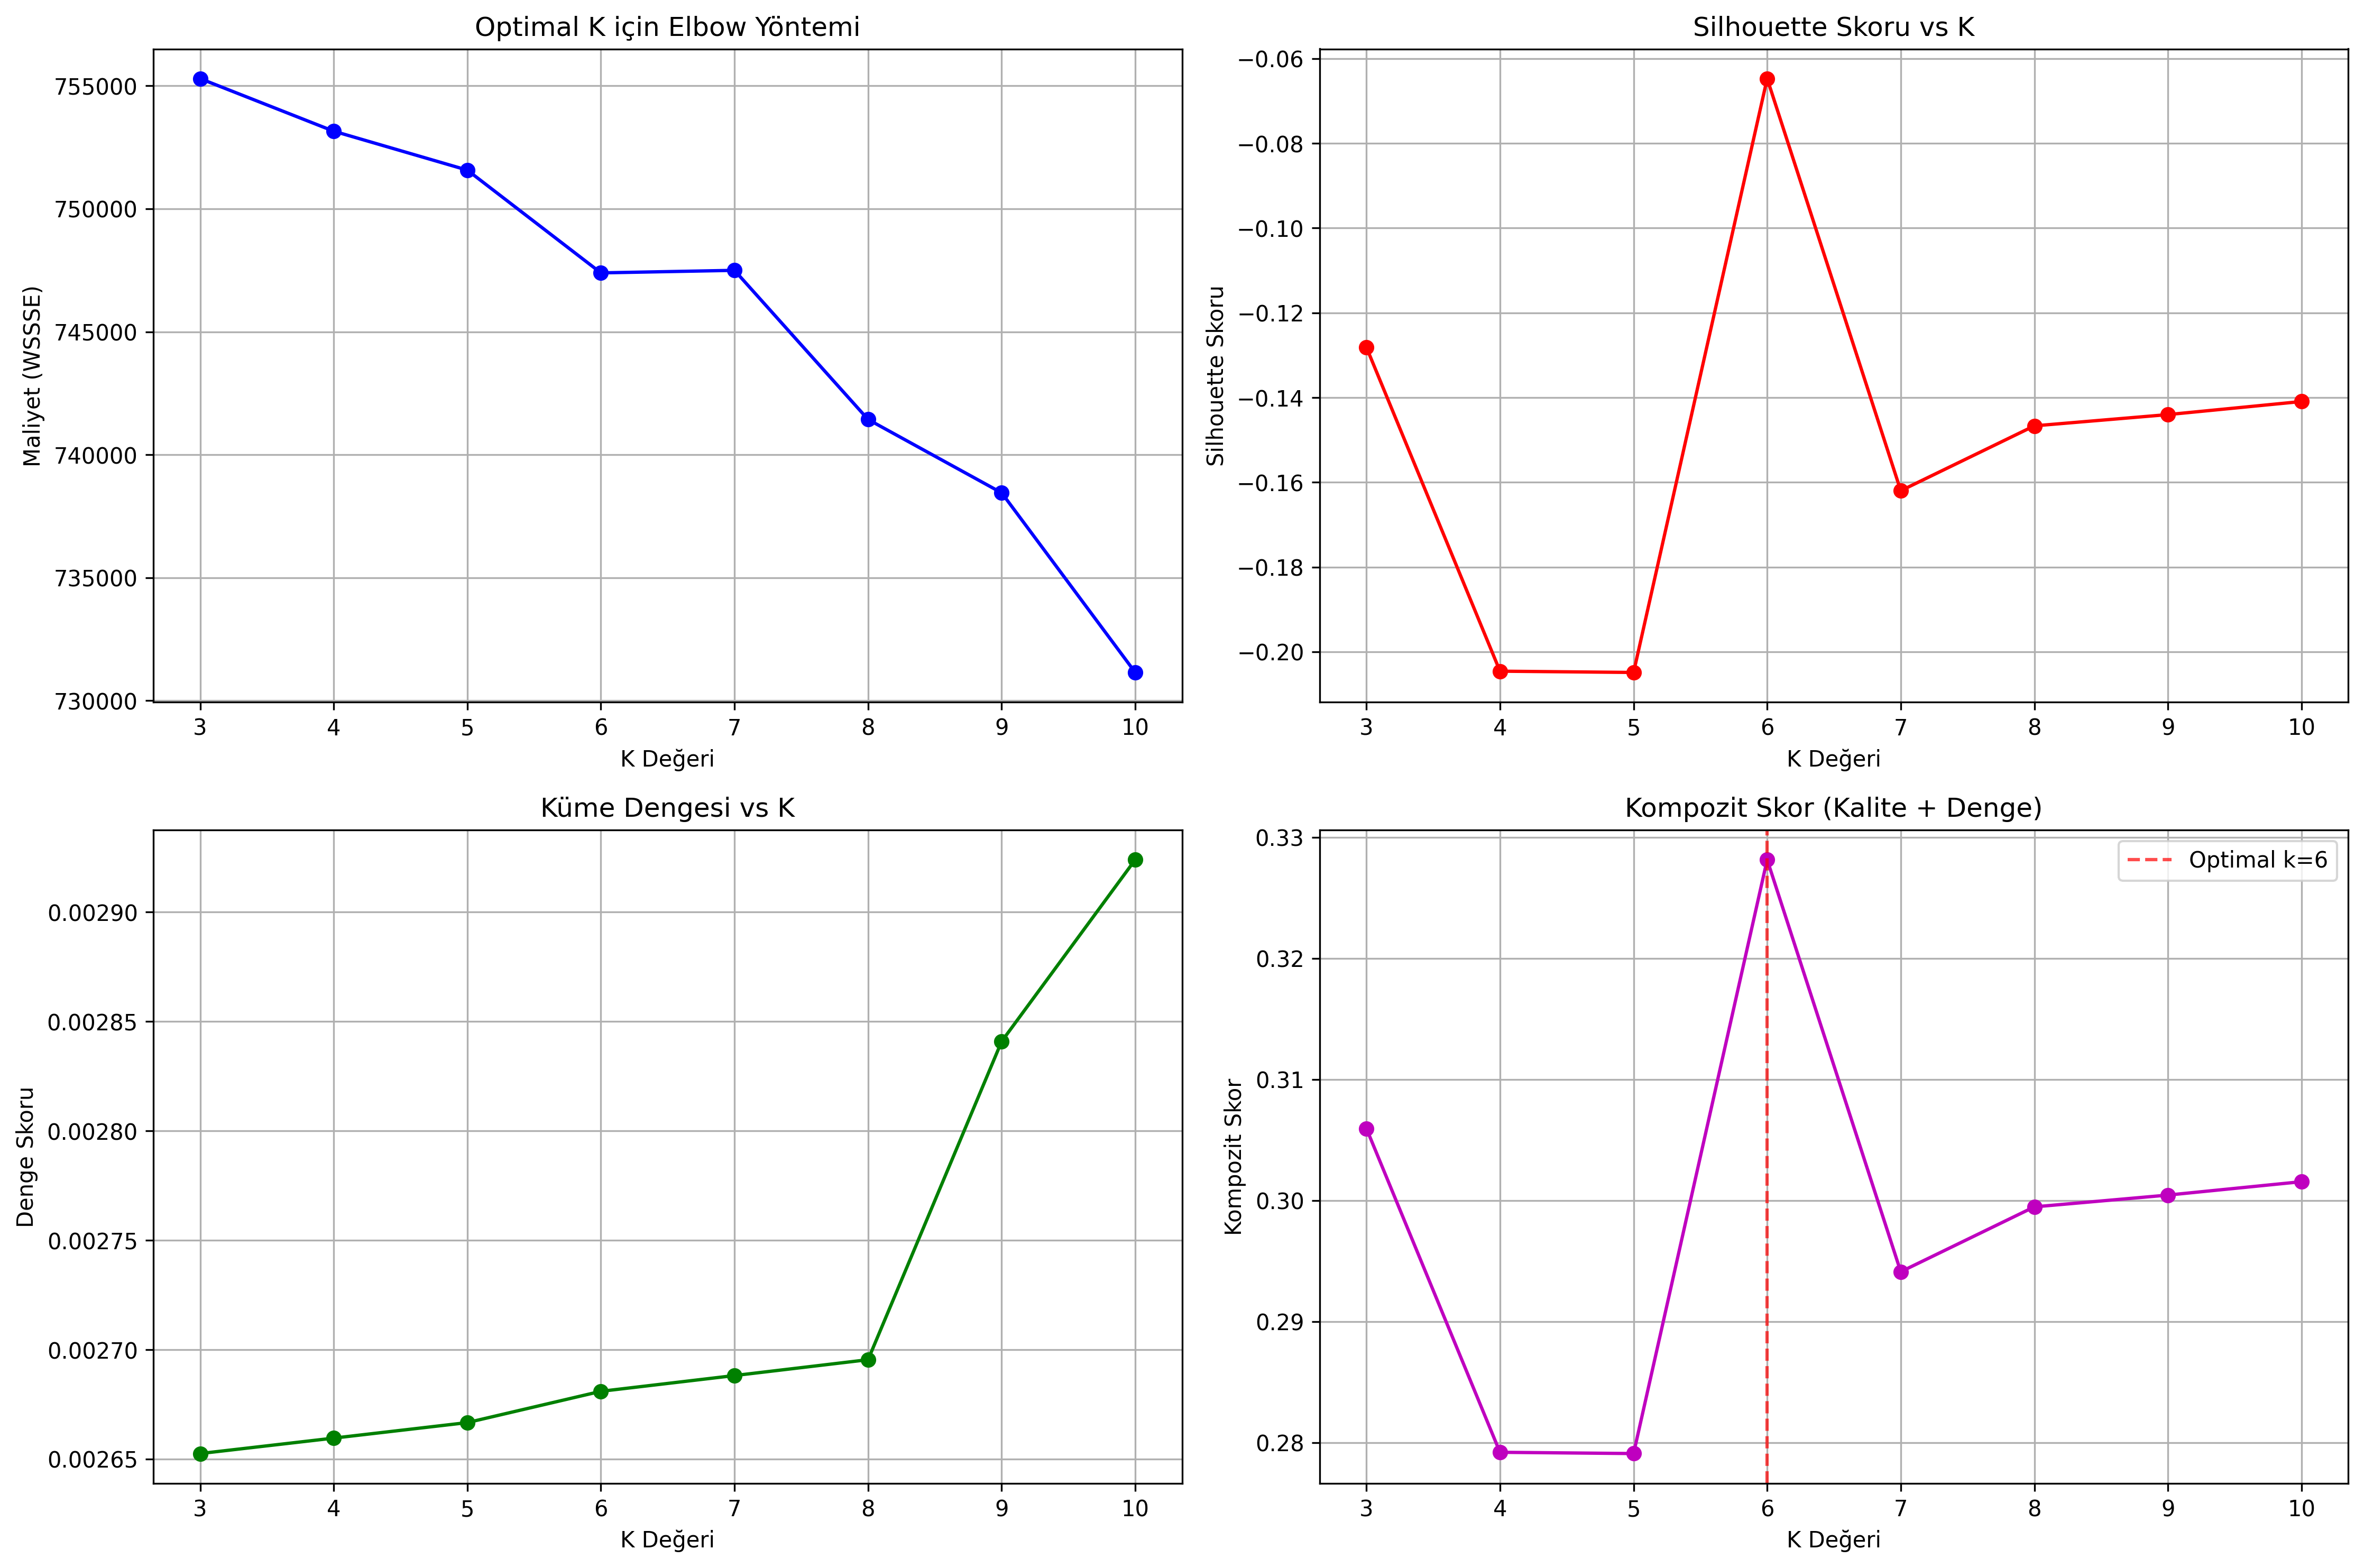 Optimal K için Elbow Yöntemi
Maliyet (WSSSE)
755000
750000
745000
740000
735000
730000
3 4 5 6 7 8 9 10
K Değeri
Silhouette Skoru vs K
Silhouette Skoru
−0.06
−0.08
−0.10
−0.12
−0.14
−0.16
−0.18
−0.20
3 4 5 6 7 8 9 10
K Değeri
Küme Dengesi vs K
Denge Skoru
0.00290
0.00285
0.00280
0.00275
0.00270
0.00265
3 4 5 6 7 8 9 10
K Değeri
Kompozit Skor (Kalite + Denge)
Kompozit Skor
0.33
0.32
0.31
0.30
0.29
0.28
Optimal k=6
3 4 5 6 7 8 9 10
K Değeri